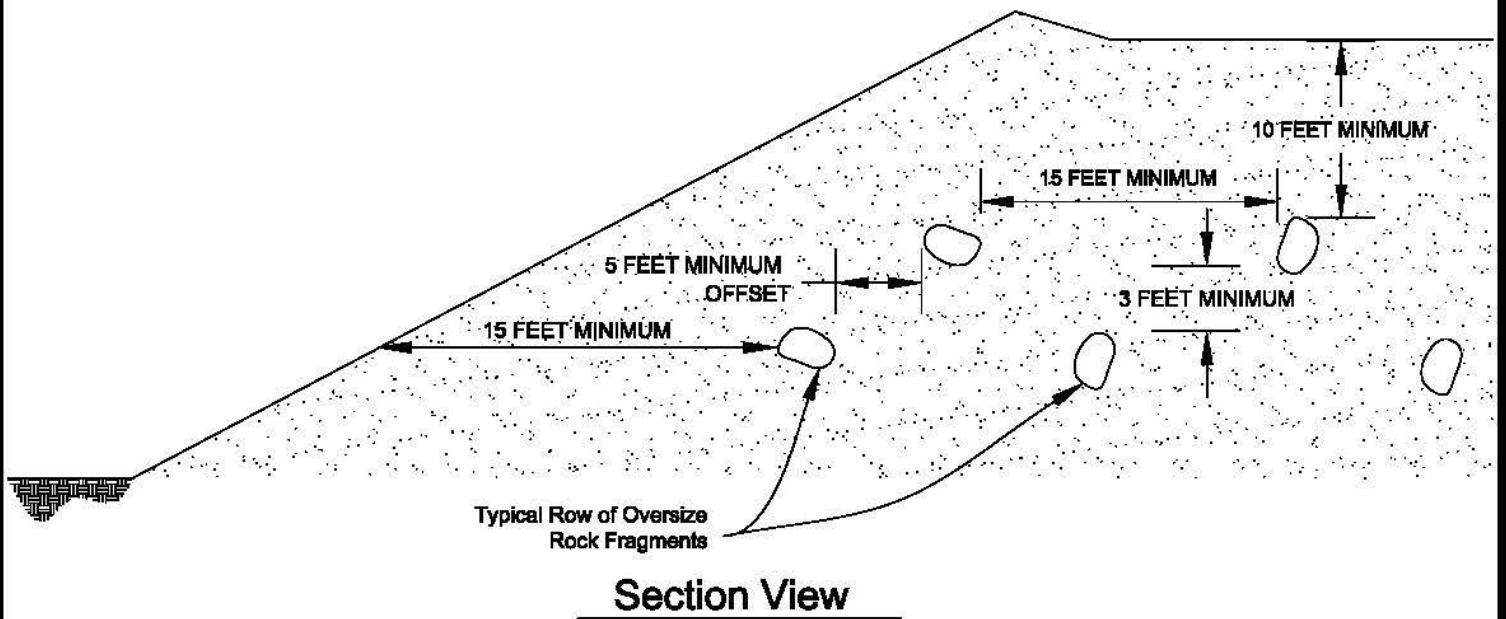 10 FEET MINIMUM
15 FEET MINIMUM
5 FEET MINIMUM
OFFSET
3 FEET MINIMUM
15 FEET MINIMUM
Typical Row of Oversize
Rock Fragments
Section View